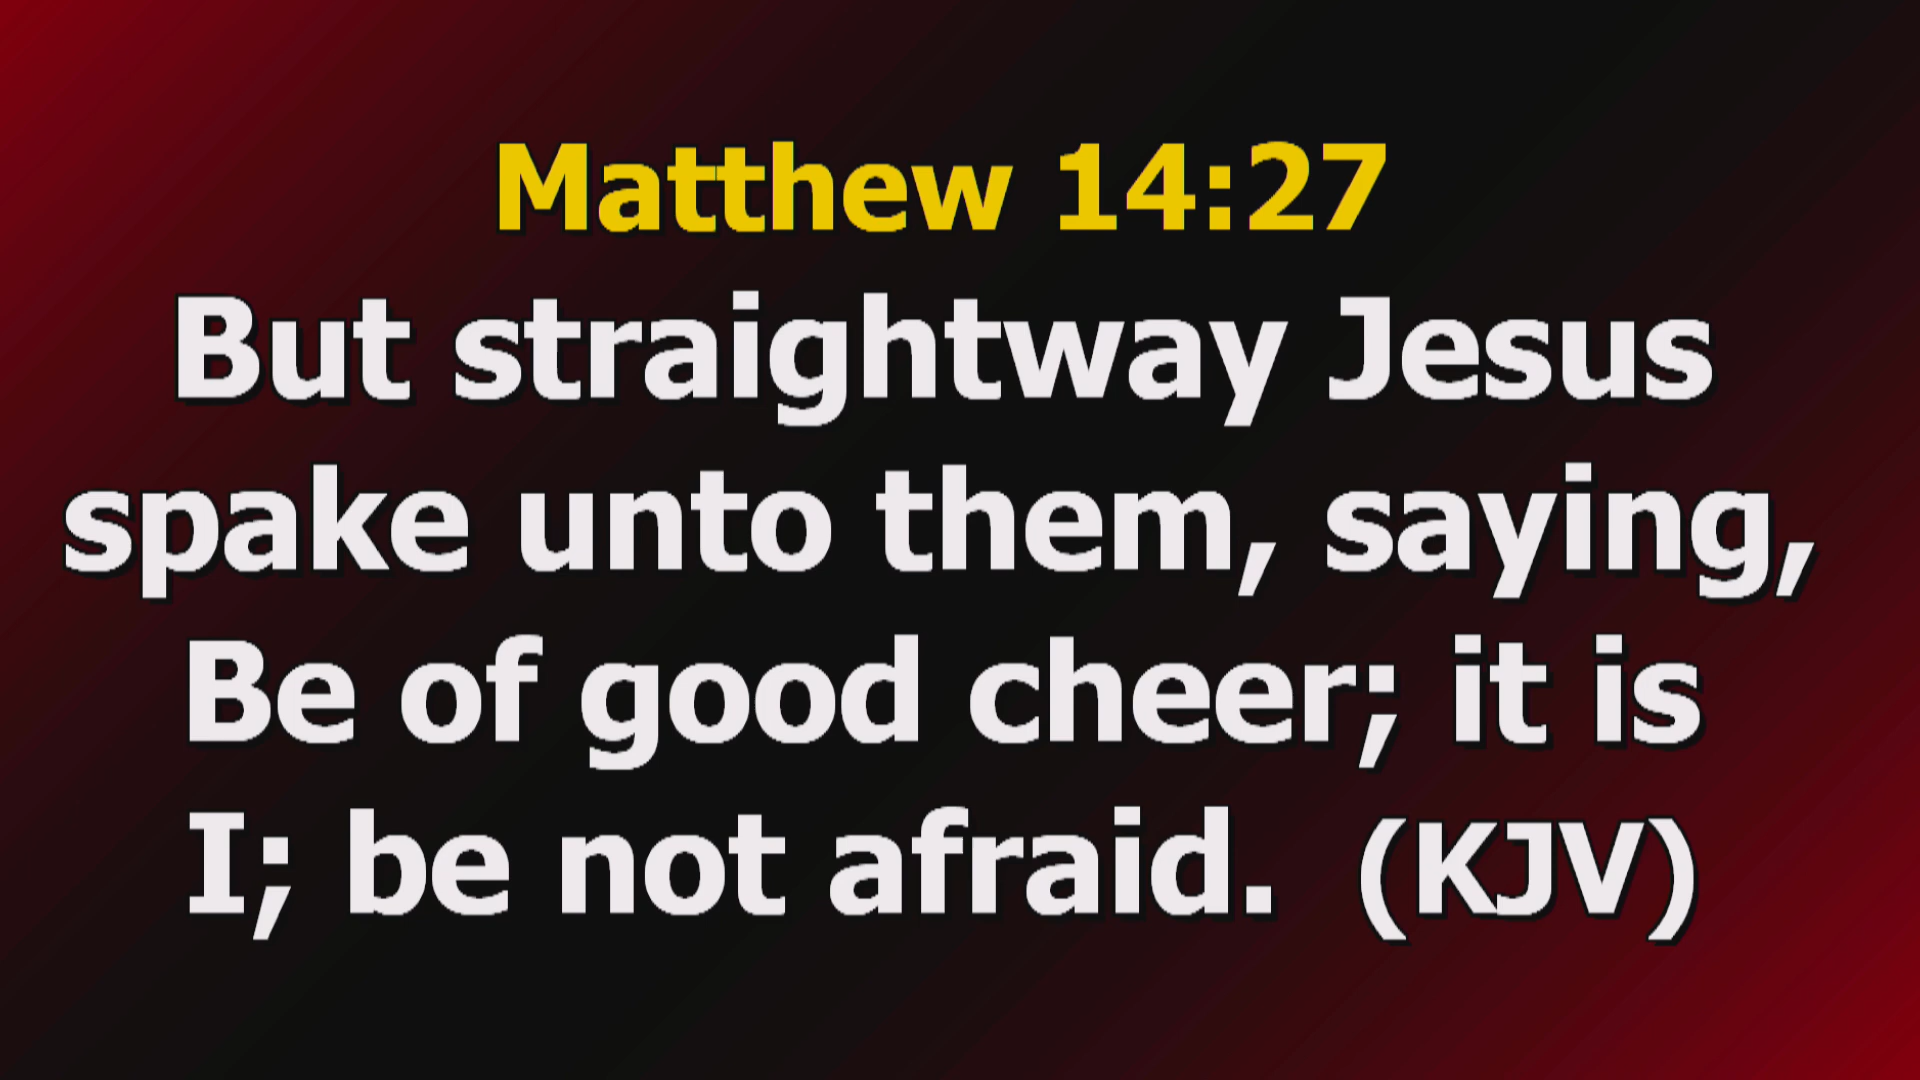 Matthew 14:27
But straightway Jesus
spake unto them, saying,
Be of good cheer; it is
I; be not afraid.  (KJV)